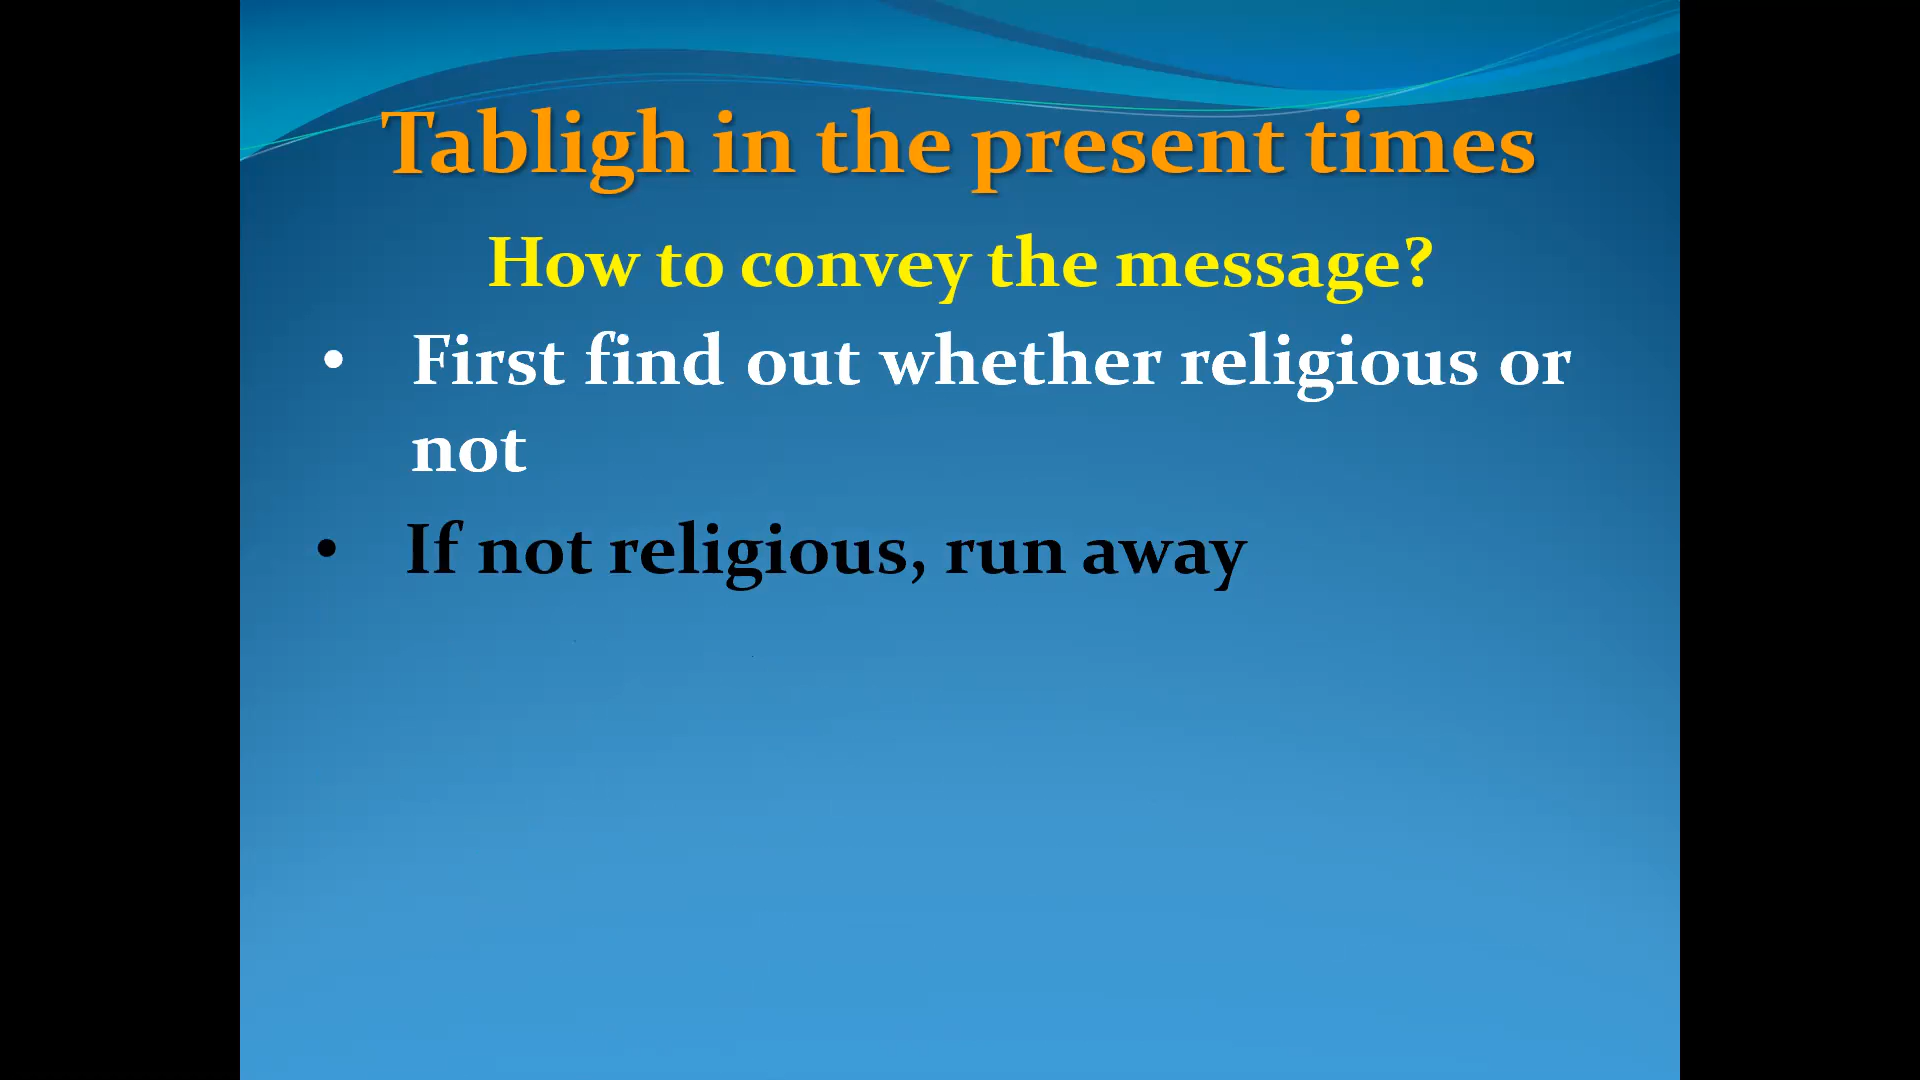 Tabligh in the present times
How to convey the message?
• First find out whether religious or
not
• If not religious, run away